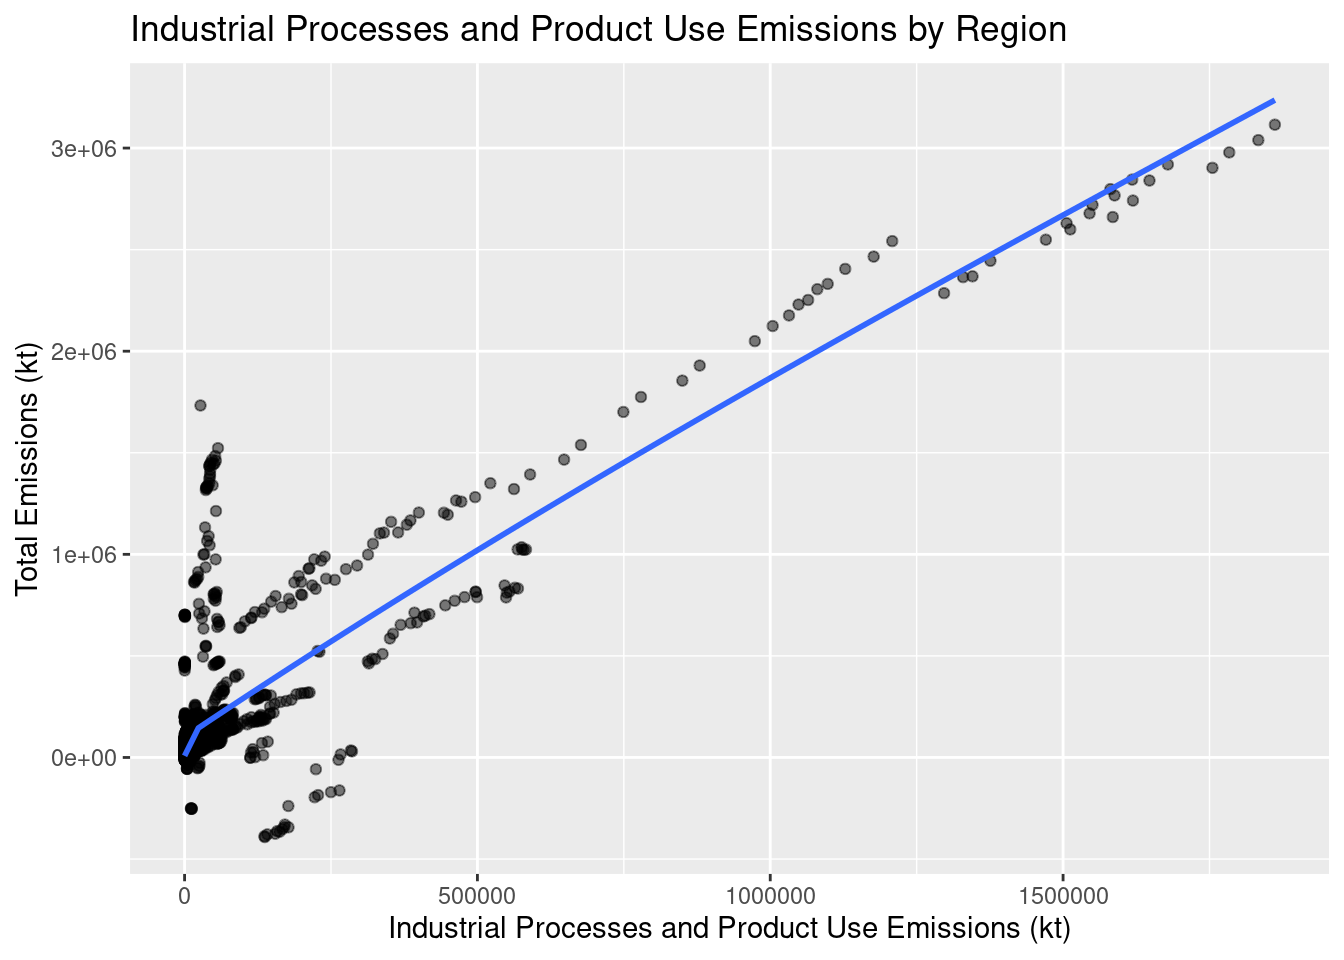 Industrial Processes and Product Use Emissions by Region
Total Emissions (kt)
3e+06
2e+06
1e+06
0e+00
0 500000 1000000 1500000
Industrial Processes and Product Use Emissions (kt)